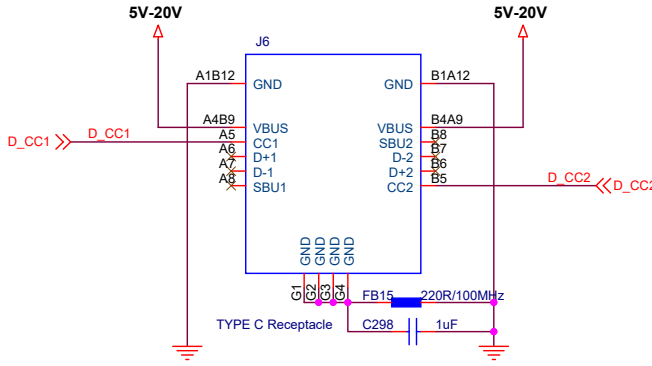 5V-20V 5V-20V
J6
A1B12 GND GND B1A12
A4B9 VBUS VBUS B4A9
D_CC1 D_CC1 A5 CC1 SBU2 B8
A6 D+1 D-2 B7
A7 D-1 D+2 B6
A8 SBU1 CC2 B5 D_CC2 D_CC2
GND GND GND GND
G1 G2 G3 G4
FB15 220R/100MHz
TYPE C Receptacle C298 1uF